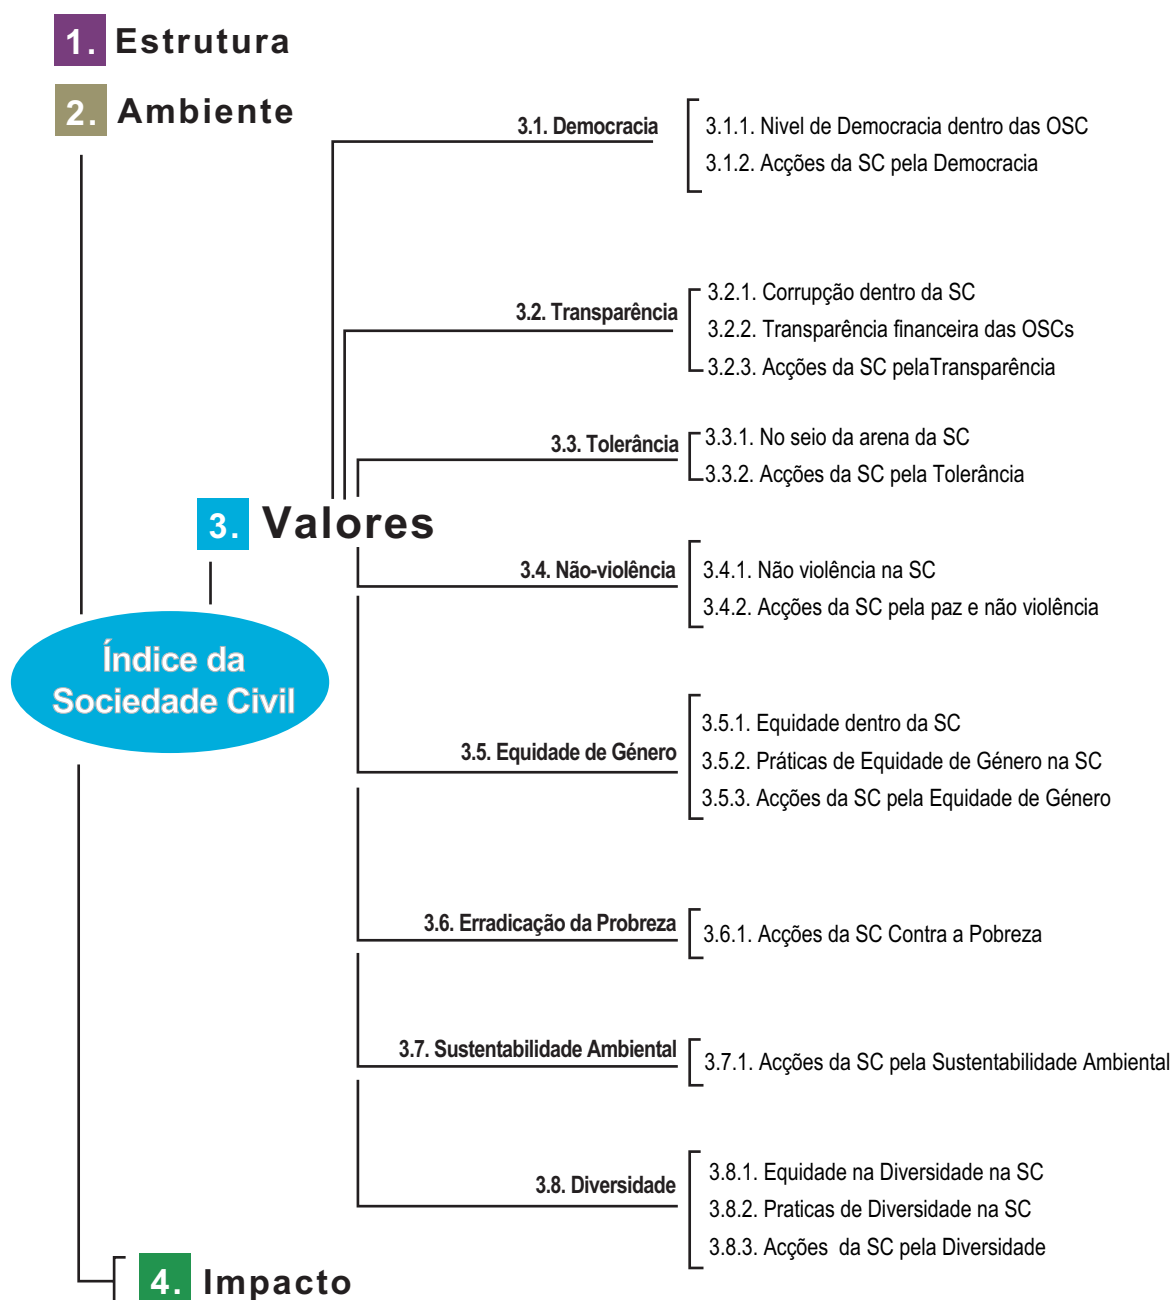 1. Estrutura
2. Ambiente
3.1. Democracia
3.1.1. Nivel de Democracia dentro das OSC
3.1.2. Acções da SC pela Democracia
3.2. Transparência
3.2.1. Corrupção dentro da SC
3.2.2. Transparência financeira das OSCs
3.2.3. Acções da SC pelaTransparência
3.3. Tolerância
3.3.1. No seio da arena da SC
3.3.2. Acções da SC pela Tolerância
3. Valores
3.4. Não-violência
3.4.1. Não violência na SC
3.4.2. Acções da SC pela paz e não violência
Índice da
Sociedade Civil
3.5. Equidade de Género
3.5.1. Equidade dentro da SC
3.5.2. Práticas de Equidade de Género na SC
3.5.3. Acções da SC pela Equidade de Género
3.6. Erradicação da Probreza
3.6.1. Acções da SC Contra a Pobreza
3.7. Sustentabilidade Ambiental
3.7.1. Acções da SC pela Sustentabilidade Ambiental
3.8. Diversidade
3.8.1. Equidade na Diversidade na SC
3.8.2. Praticas de Diversidade na SC
3.8.3. Acções da SC pela Diversidade
4. Impacto